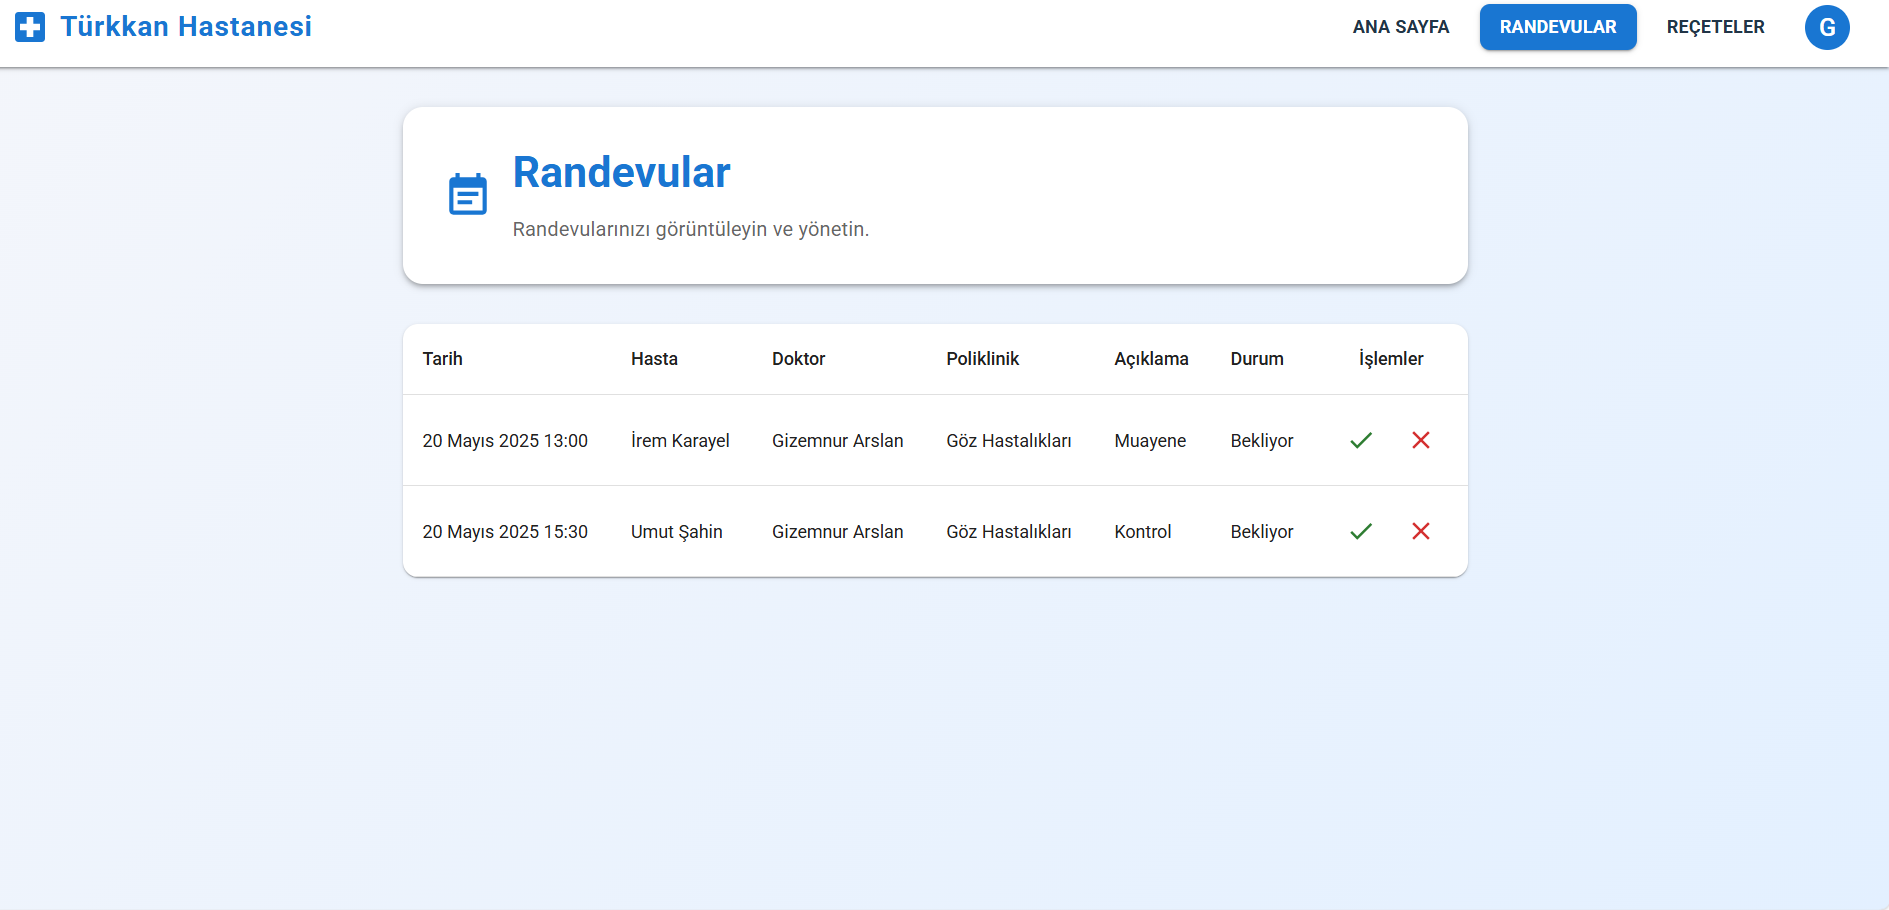 Türkkan Hastanesi
ANA SAYFA RANDEVULAR REÇETELER G
Randevular
Randevularınızı görüntüleyin ve yönetin.
Tarih Hasta Doktor Poliklinik Açıklama Durum İşlemler
20 Mayıs 2025 13:00 İrem Karayel Gizemnur Arslan Göz Hastalıkları Muayene Bekliyor
20 Mayıs 2025 15:30 Umut Şahin Gizemnur Arslan Göz Hastalıkları Kontrol Bekliyor